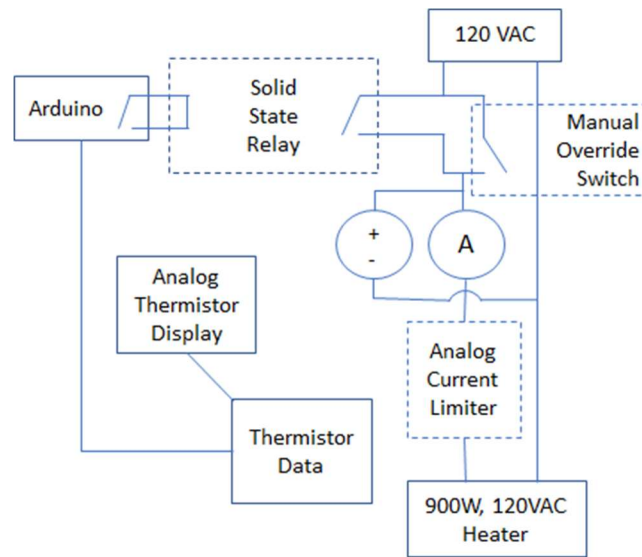 120 VAC
Arduino
Solid
State
Relay
Manual
Override
Switch
+
-
A
Analog
Thermistor
Display
Analog
Current
Limiter
Thermistor
Data
900W, 120VAC
Heater